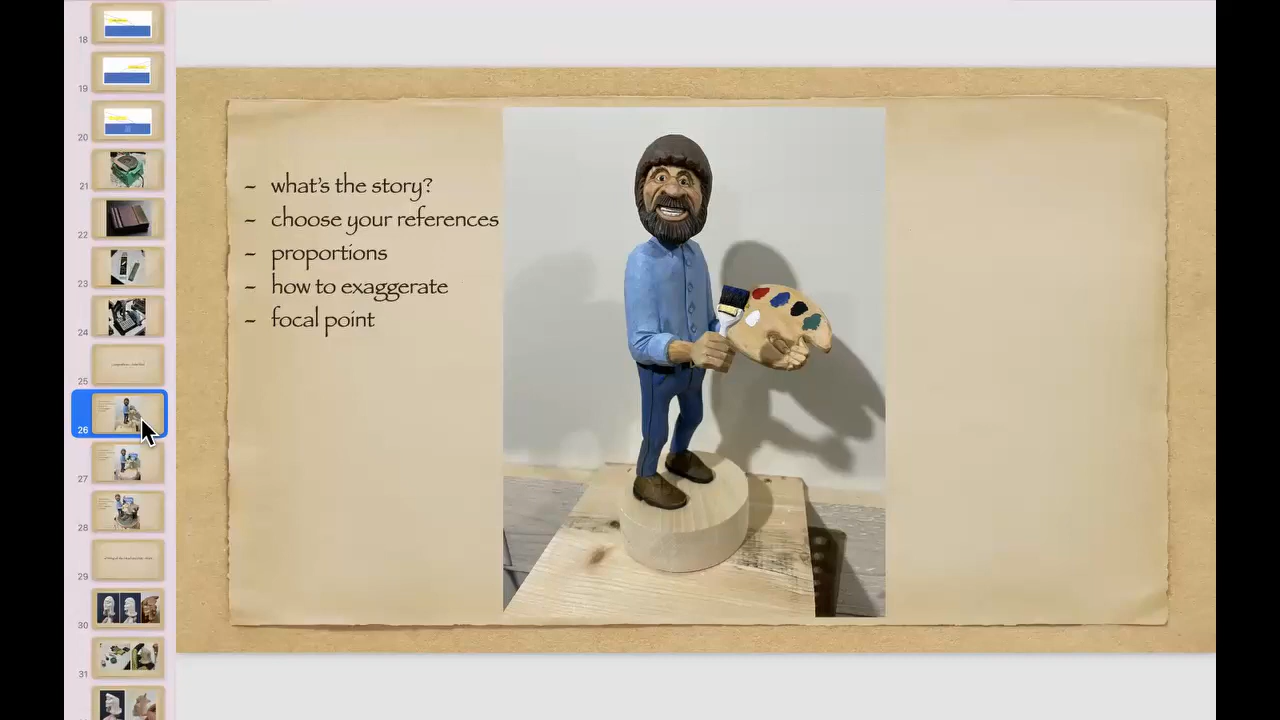 18
19
20
21
22
23
24
25
26
27
28
29
30
31
- what's the story?
- choose your references
- proportions
- how to exaggerate
- focal point